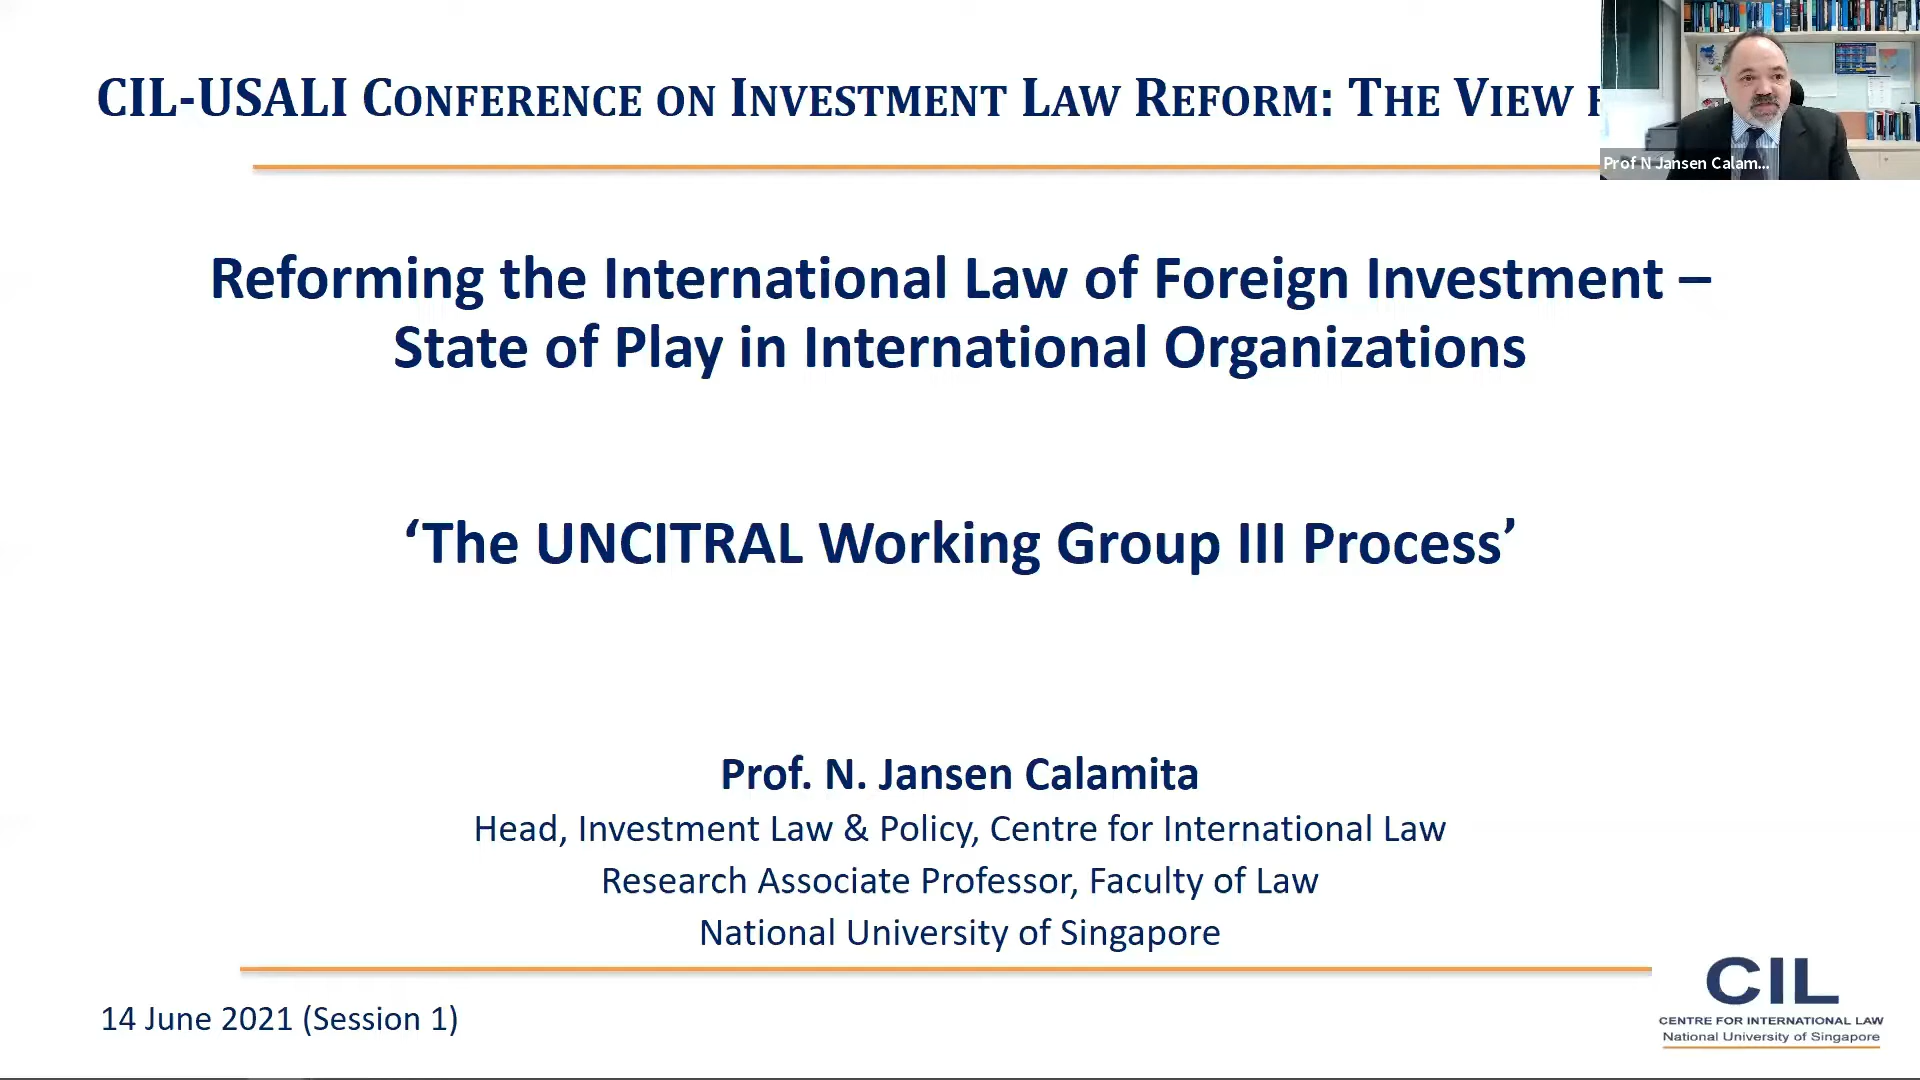 CIL-USALI CONFERENCE ON INVESTMENT LAW REFORM: THE VIEW
Prof N Jansen Calam...
Reforming the International Law of Foreign Investment –
State of Play in International Organizations
‘The UNCITRAL Working Group III Process’
Prof. N. Jansen Calamita
Head, Investment Law & Policy, Centre for International Law
Research Associate Professor, Faculty of Law
National University of Singapore
14 June 2021 (Session 1)
CIL
CENTRE FOR INTERNATIONAL LAW
National University of Singapore